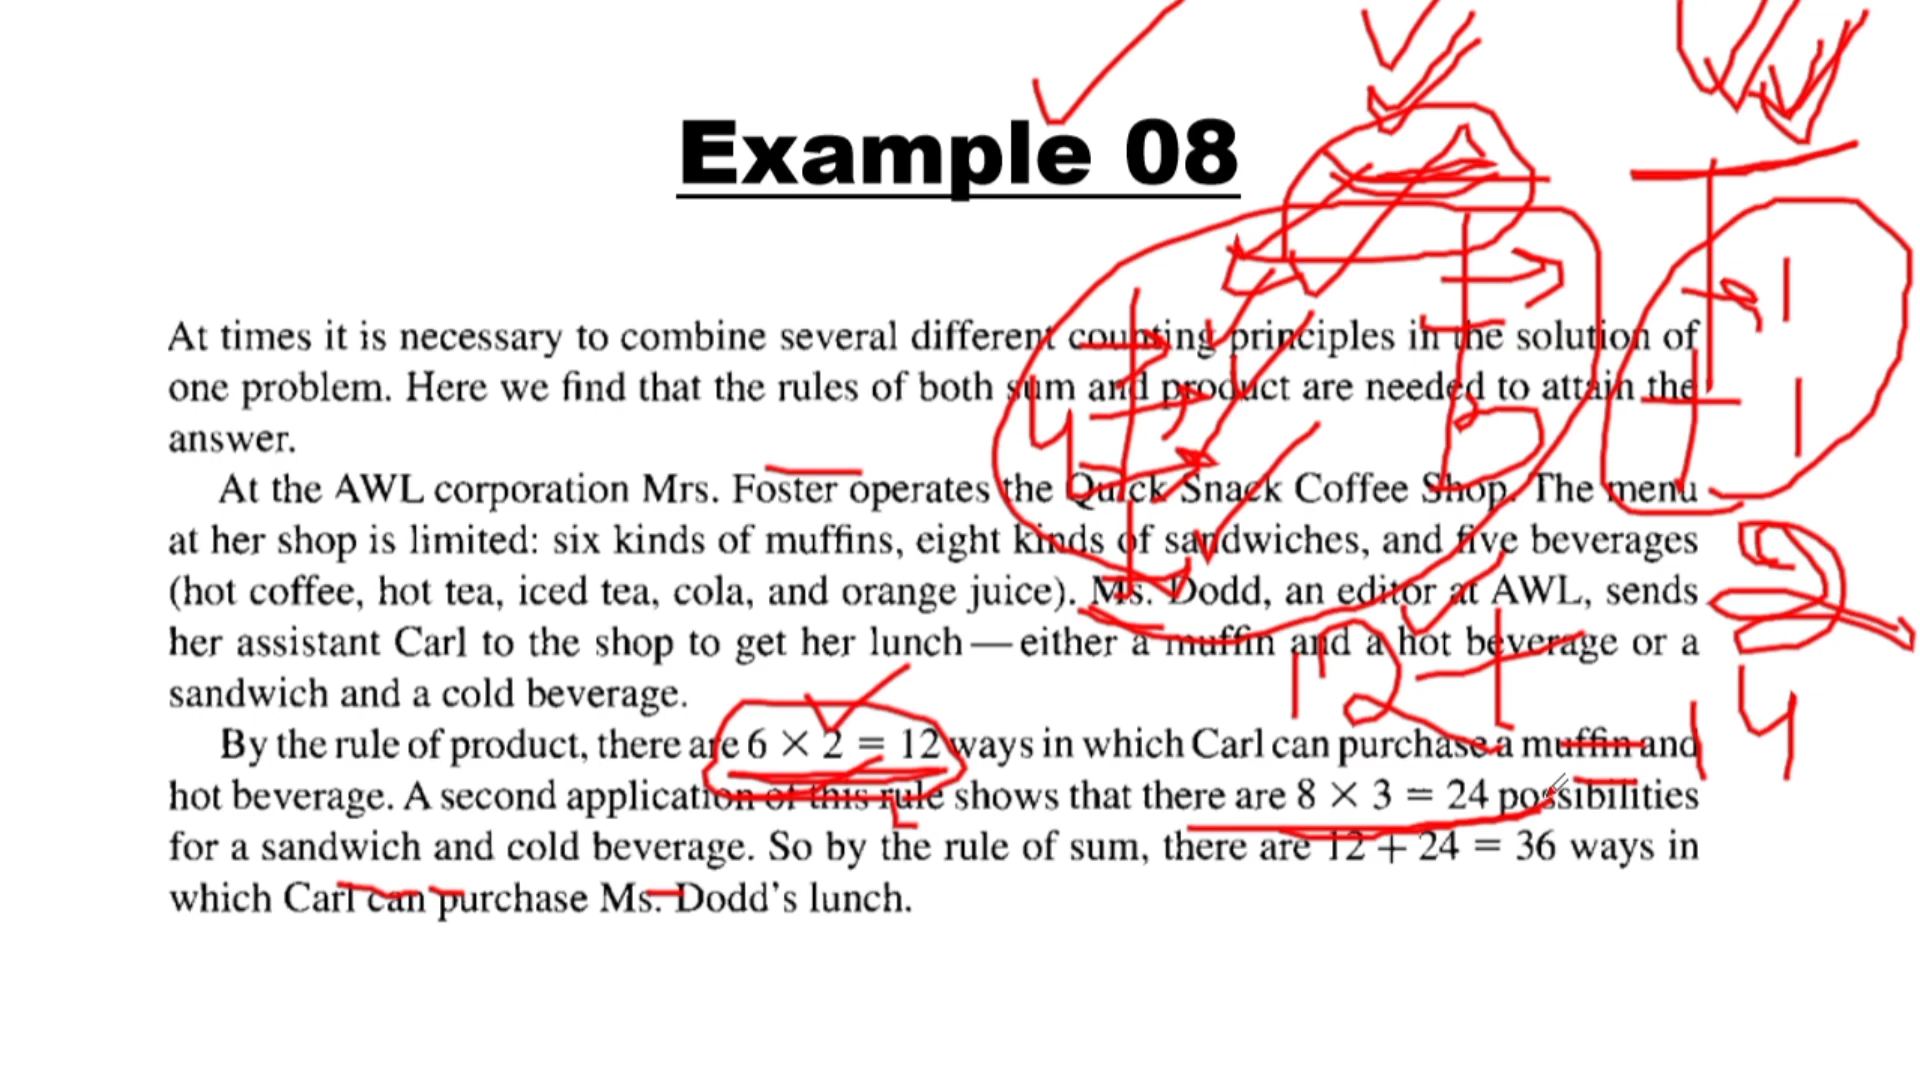 Example 08
At times it is necessary to combine several different counting principles in the solution of
one problem. Here we find that the rules of both sum and product are needed to attain the
answer.
At the AWL corporation Mrs. Foster operates the Quick Snack Coffee Shop. The menu
at her shop is limited: six kinds of muffins, eight kinds of sandwiches, and five beverages
(hot coffee, hot tea, iced tea, cola, and orange juice). Ms. Dodd, an editor at AWL, sends
her assistant Carl to the shop to get her lunch—either a muffin and a hot beverage or a
sandwich and a cold beverage.
12+
14
By the rule of product, there are 6 × 2 = 12 ways in which Carl can purchase a muffin and
hot beverage. A second application of this rule shows that there are 8 × 3 = 24 possibilities
for a sandwich and cold beverage. So by the rule of sum, there are 12 + 24 = 36 ways in
which Carl can purchase Ms. Dodd's lunch.